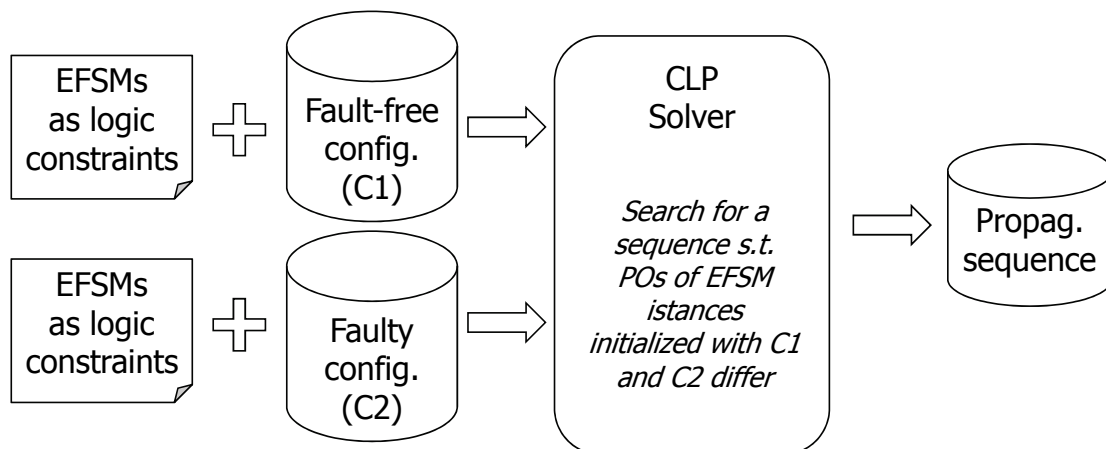 EFSMs
as logic
constraints
Fault-free
config.
(C1)
EFSMs
as logic
constraints
Faulty
config.
(C2)
CLP
Solver
Search for a
sequence s.t.
POs of EFSM
istances
initialized with C1
and C2 differ
Propag.
sequence